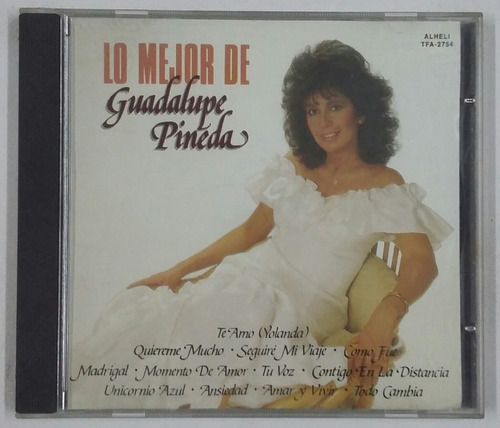 ALHELI
TFA-2754
LO MEJOR DE
Guadalupe
Pineda
Te Amo (Yolanda)
Quiereme Mucho · Seguiré Mi Viaje · Como Fue
Madrigal · Momento De Amor · Tu Voz · Contigo En La Distancia
Unicornio Azul · Ansiedad · Amar y Vivir · Todo Cambia